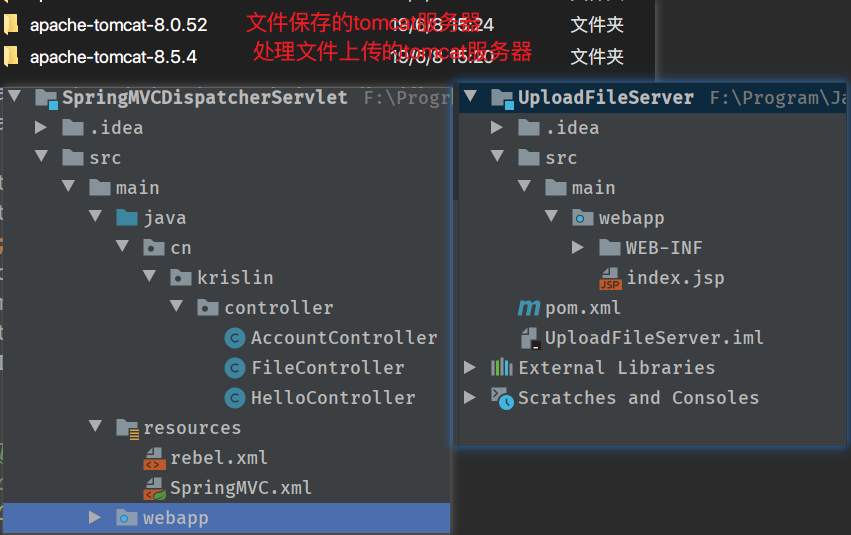 apache-tomcat-8.0.52 文件保存的tomcat服务器 19/6/8 15:24 文件夹
apache-tomcat-8.5.4 处理文件上传的tomcat服务器 19/6/8 15:20 文件夹
SpringMVCDispatcherServlet F:\Progr
.idea
src
main
java
cn
krislin
controller
AccountController
FileController
HelloController
resources
rebel.xml
SpringMVC.xml
webapp
UploadFileServer F:\Program\Ja
.idea
src
main
webapp
WEB-INF
index.jsp
pom.xml
UploadFileServer.iml
External Libraries
Scratches and Consoles